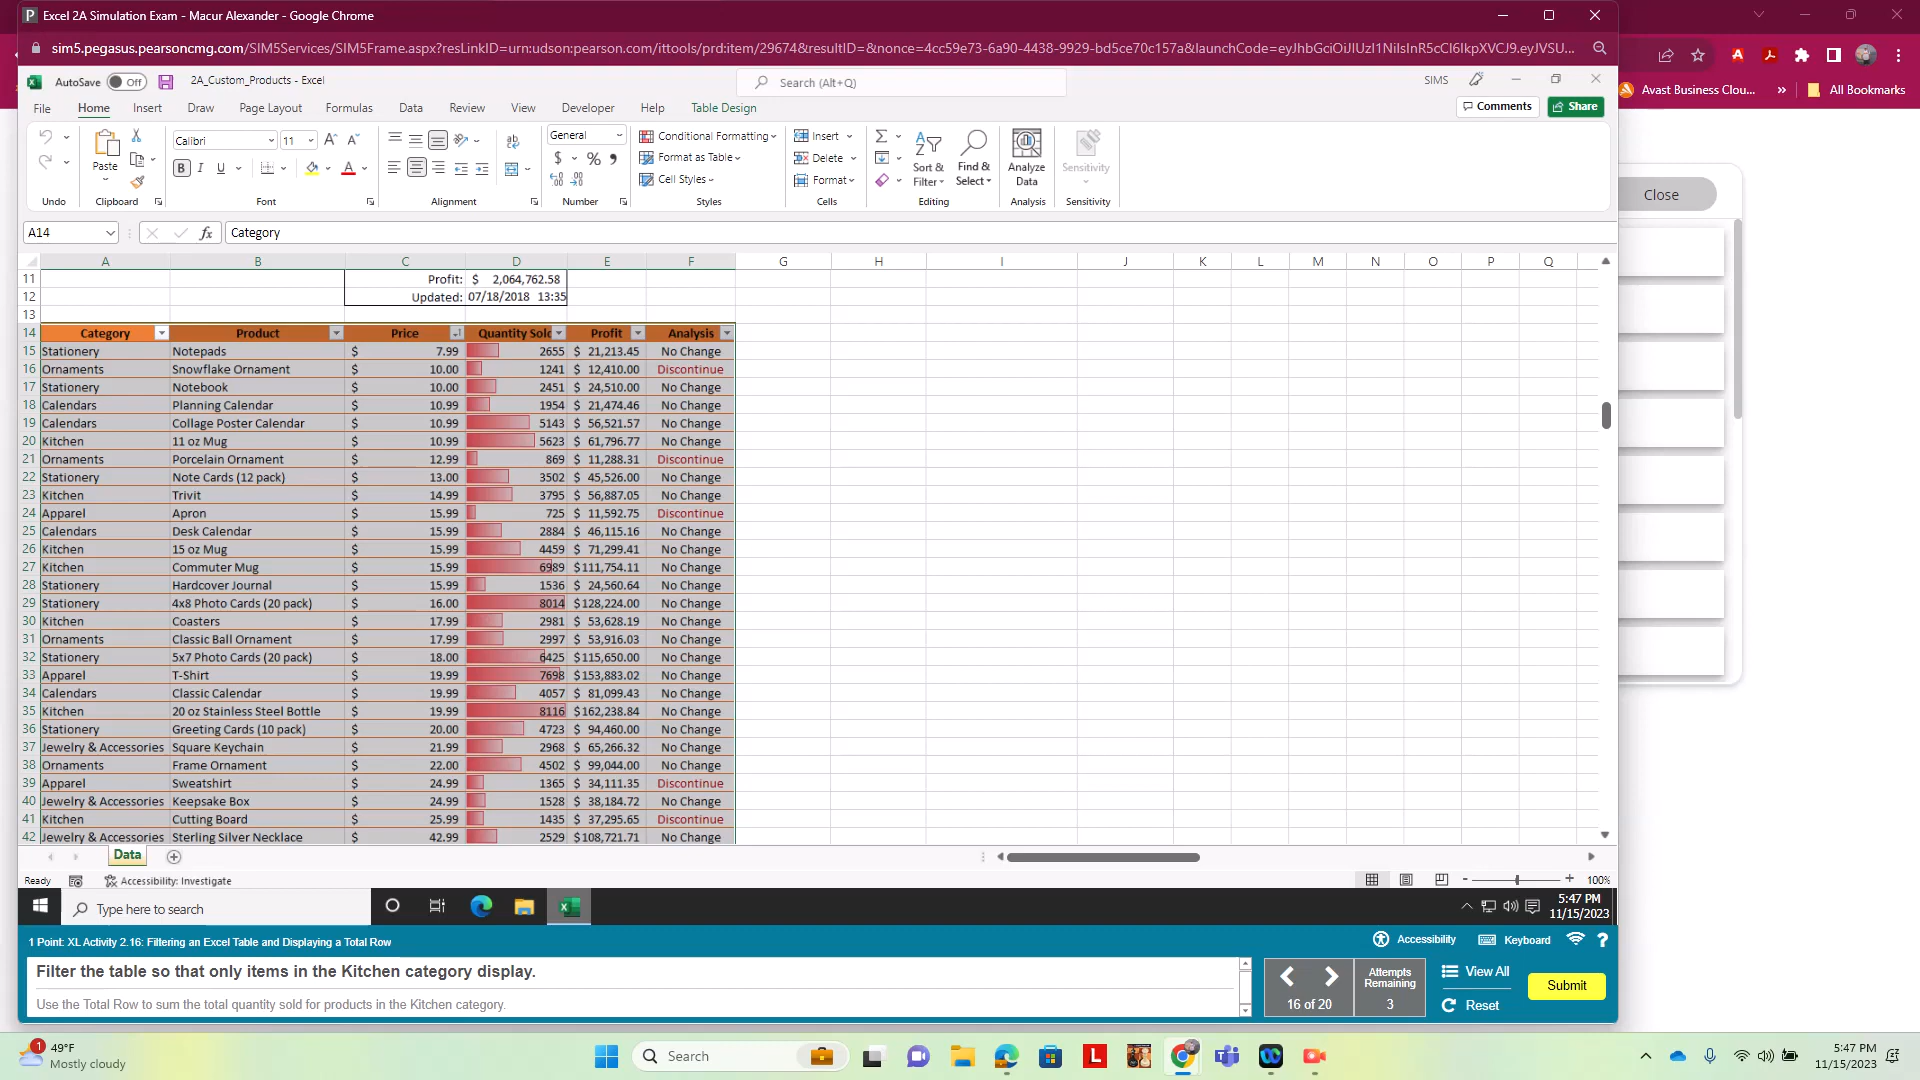 Excel 2A Simulation Exam - Macur Alexander - Google Chrome
sim5.pegasus.pearsoncmg.com/SIM5Services/SIM5Frame.aspx?resLinkID=urn:udson:pearson.com/ittools/prd:item/29674&resultID=&nonce=4cc59e73-6a90-4438-9929-bd5ce70c157a&launchCode=eyJhbGciOiJIUzI1NiIsInR5cCI6IkpXVCJ9.eyJVSU...
AutoSave Off 2A_Custom_Products - Excel Search (Alt+Q) SIMS
Avast Business Clou... » All Bookmarks
File Home Insert Draw Page Layout Formulas Data Review View Developer Help Table Design Comments Share
Calibri 11 General Conditional Formatting Insert
Paste B I U $ % Format as Table Delete Sort & Filter Find & Select Analyze Data Sensitivity
Cell Styles Format
Undo Clipboard Font Alignment Number Styles Cells Editing Analysis Sensitivity
Close
A14 fx Category
A B C D E F G H I J K L M N O P Q
11 Profit: $ 2,064,762.58
12 Updated: 07/18/2018 13:35
13
14 Category Product Price Quantity Solc Profit Analysis
15 Stationery Notepads $ 7.99 2655 $ 21,213.45 No Change
16 Ornaments Snowflake Ornament $ 10.00 1241 $ 12,410.00 Discontinue
17 Stationery Notebook $ 10.00 2451 $ 24,510.00 No Change
18 Calendars Planning Calendar $ 10.99 1954 $ 21,474.46 No Change
19 Calendars Collage Poster Calendar $ 10.99 5143 $ 56,521.57 No Change
20 Kitchen 11 oz Mug $ 10.99 5623 $ 61,796.77 No Change
21 Ornaments Porcelain Ornament $ 12.99 869 $ 11,288.31 Discontinue
22 Stationery Note Cards (12 pack) $ 13.00 3502 $ 45,526.00 No Change
23 Kitchen Trivit $ 14.99 3795 $ 56,887.05 No Change
24 Apparel Apron $ 15.99 725 $ 11,592.75 Discontinue
25 Calendars Desk Calendar $ 15.99 2884 $ 46,115.16 No Change
26 Kitchen 15 oz Mug $ 15.99 4459 $ 71,299.41 No Change
27 Kitchen Commuter Mug $ 15.99 6989 $111,754.11 No Change
28 Stationery Hardcover Journal $ 15.99 1536 $ 24,560.64 No Change
29 Stationery 4x8 Photo Cards (20 pack) $ 16.00 8014 $128,224.00 No Change
30 Kitchen Coasters $ 17.99 2981 $ 53,628.19 No Change
31 Ornaments Classic Ball Ornament $ 17.99 2997 $ 53,916.03 No Change
32 Stationery 5x7 Photo Cards (20 pack) $ 18.00 6425 $115,650.00 No Change
33 Apparel T-Shirt $ 19.99 7698 $153,883.02 No Change
34 Calendars Classic Calendar $ 19.99 4057 $ 81,099.43 No Change
35 Kitchen 20 oz Stainless Steel Bottle $ 19.99 8116 $162,238.84 No Change
36 Stationery Greeting Cards (10 pack) $ 20.00 4723 $ 94,460.00 No Change
37 Jewelry & Accessories Square Keychain $ 21.99 2968 $ 65,266.32 No Change
38 Ornaments Frame Ornament $ 22.00 4502 $ 99,044.00 No Change
39 Apparel Sweatshirt $ 24.99 1365 $ 34,111.35 Discontinue
40 Jewelry & Accessories Keepsake Box $ 24.99 1528 $ 38,184.72 No Change
41 Kitchen Cutting Board $ 25.99 1435 $ 37,295.65 Discontinue
42 Jewelry & Accessories Sterling Silver Necklace $ 42.99 2529 $108,721.71 No Change
Data
Ready Accessibility: Investigate 100%
Type here to search 5:47 PM
11/15/2023
1 Point: XL Activity 2.16: Filtering an Excel Table and Displaying a Total Row Accessibility Keyboard ?
Filter the table so that only items in the Kitchen category display.
Use the Total Row to sum the total quantity sold for products in the Kitchen category.
16 of 20
Attempts Remaining
3
View All
Reset
Submit
1 49°F
Mostly cloudy
Search
L
5:47 PM
11/15/2023